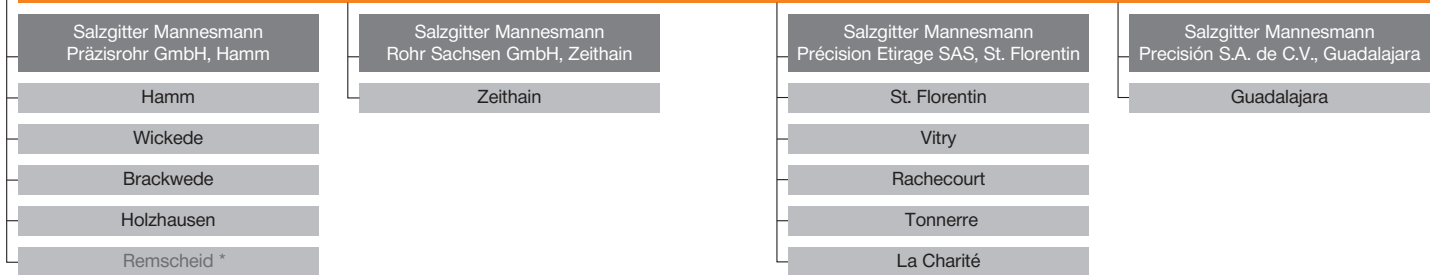 Salzgitter Mannesmann
Präzisrohr GmbH, Hamm
Hamm
Wickede
Brackwede
Holzhausen
Remscheid *
Salzgitter Mannesmann
Rohr Sachsen GmbH, Zeithain
Zeithain
Salzgitter Mannesmann
Précision Etirage SAS, St. Florentin
St. Florentin
Vitry
Rachecourt
Tonnerre
La Charité
Salzgitter Mannesmann
Precisión S.A. de C.V., Guadalajara
Guadalajara